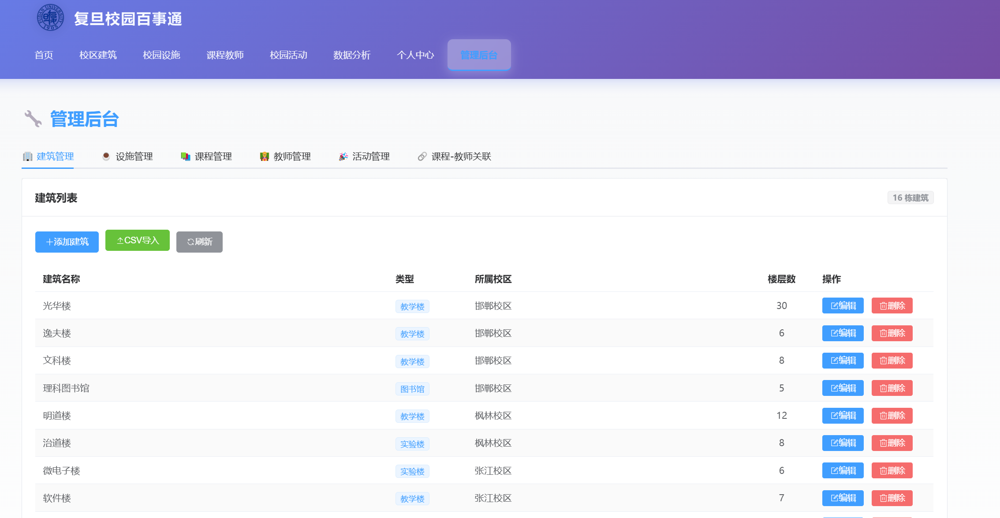 FUDAN UNIVERSITY 1905
复旦校园百事通
首页 校区建筑 校园设施 课程教师 校园活动 数据分析 个人中心 管理后台
管理后台
建筑管理 设施管理 课程管理 教师管理 活动管理 课程-教师关联
建筑列表 16 栋建筑
添加建筑 CSV导入 刷新
建筑名称 类型 所属校区 楼层数 操作
光华楼 教学楼 邯郸校区 30 编辑 删除
逸夫楼 教学楼 邯郸校区 6 编辑 删除
文科楼 教学楼 邯郸校区 8 编辑 删除
理科图书馆 图书馆 邯郸校区 5 编辑 删除
明道楼 教学楼 枫林校区 12 编辑 删除
治道楼 实验楼 枫林校区 8 编辑 删除
微电子楼 实验楼 张江校区 6 编辑 删除
软件楼 教学楼 张江校区 7 编辑 删除